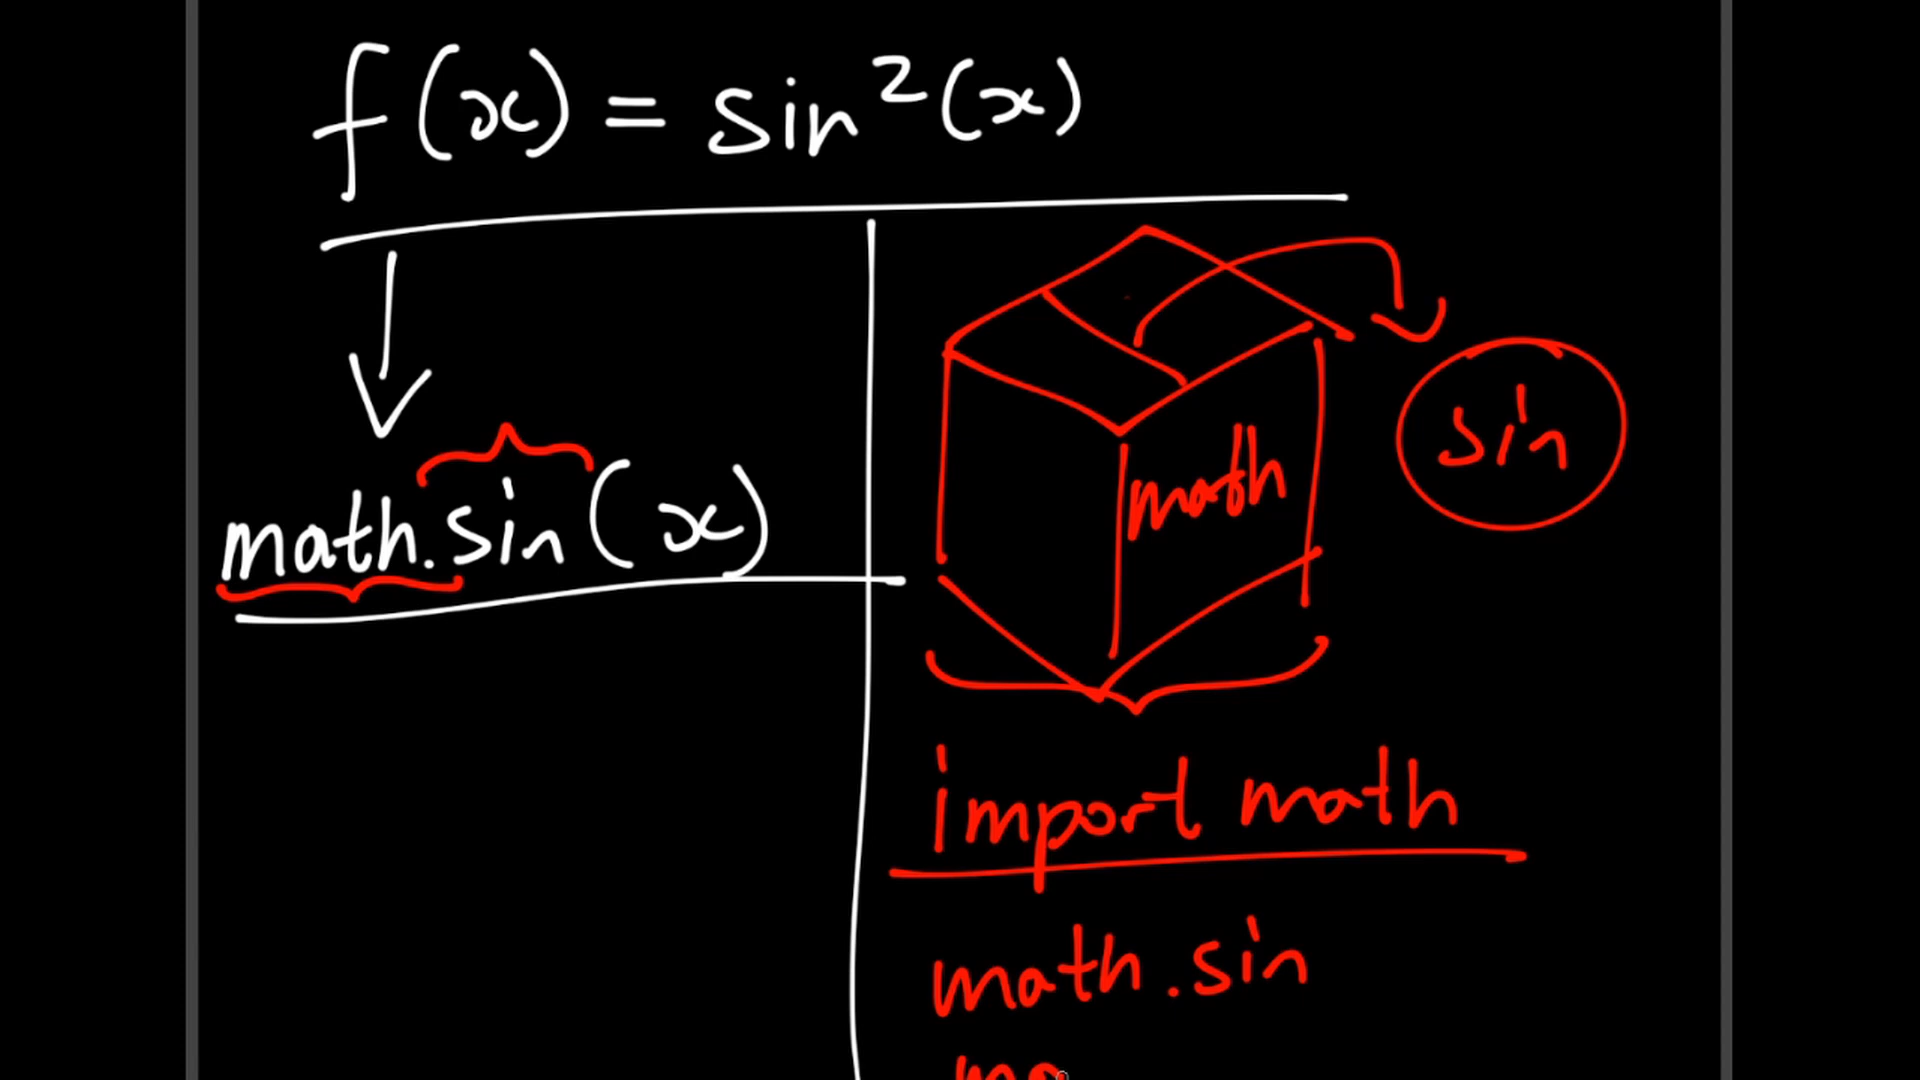 f(x) = sin²(x)
math.sin(x)
math
sin
import math
math.sin